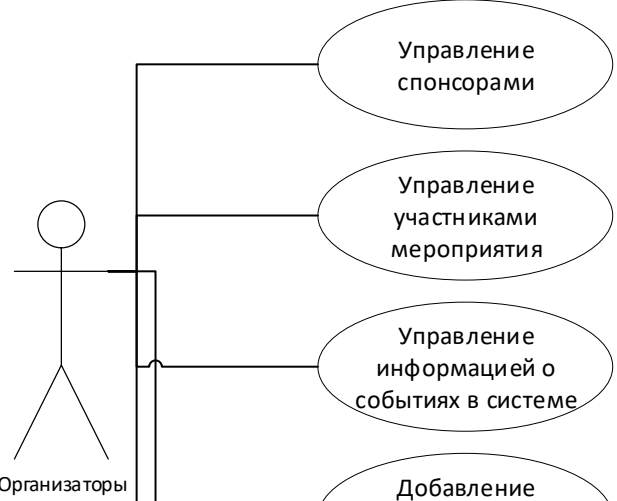 Управление
спонсорами
Управление
участниками
мероприятия
Управление
информацией о
событиях в системе
Организаторы
Добавление